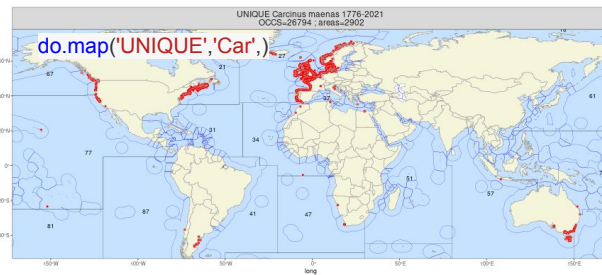 UNIQUE Carcinus maenas 1776-2021
OCCS=26794 ; areas=2902
do.map('UNIQUE','Car',)
18
27
67
21
61
37
31
34
77
51
57
87
41
47
81
150°W
100°W
50°W
0°
50°E
100°E
150°E
long